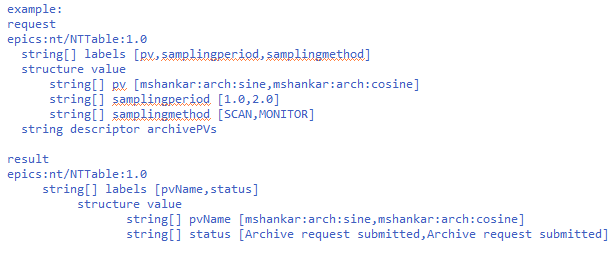 example:
request
epics:nt/NTTable:1.0
string[] labels [pv,samplingperiod,samplingmethod]
structure value
string[] pv [mshankar:arch:sine,mshankar:arch:cosine]
string[] samplingperiod [1.0,2.0]
string[] samplingmethod [SCAN,MONITOR]
string descriptor archivePVs
result
epics:nt/NTTable:1.0
string[] labels [pvName,status]
structure value
string[] pvName [mshankar:arch:sine,mshankar:arch:cosine]
string[] status [Archive request submitted,Archive request submitted]